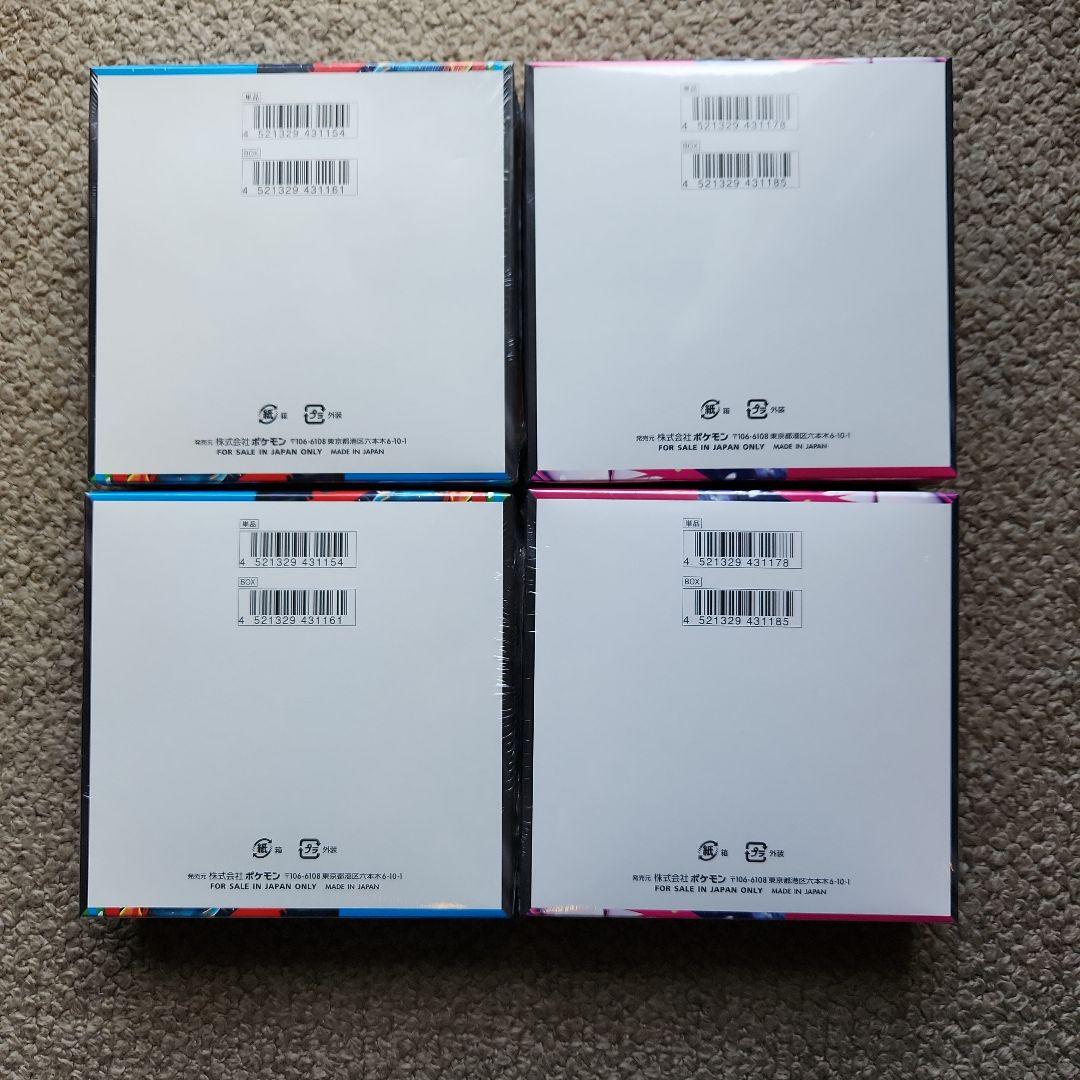 単品
4 521329 431154
BOX
4 521329 431161
紙 箱 プラ 外装
発売元 株式会社ポケモン 〒106-6108 東京都港区六本木6-10-1
FOR SALE IN JAPAN ONLY MADE IN JAPAN
単品
4 521329 431178
BOX
4 521329 431185
紙 箱 プラ 外装
発売元 株式会社ポケモン 〒106-6108 東京都港区六本木6-10-1
FOR SALE IN JAPAN ONLY MADE IN JAPAN
単品
4 521329 431154
BOX
4 521329 431161
紙 箱 プラ 外装
発売元 株式会社ポケモン 〒106-6108 東京都港区六本木6-10-1
FOR SALE IN JAPAN ONLY MADE IN JAPAN
単品
4 521329 431178
BOX
4 521329 431185
紙 箱 プラ 外装
発売元 株式会社ポケモン 〒106-6108 東京都港区六本木6-10-1
FOR SALE IN JAPAN ONLY MADE IN JAPAN